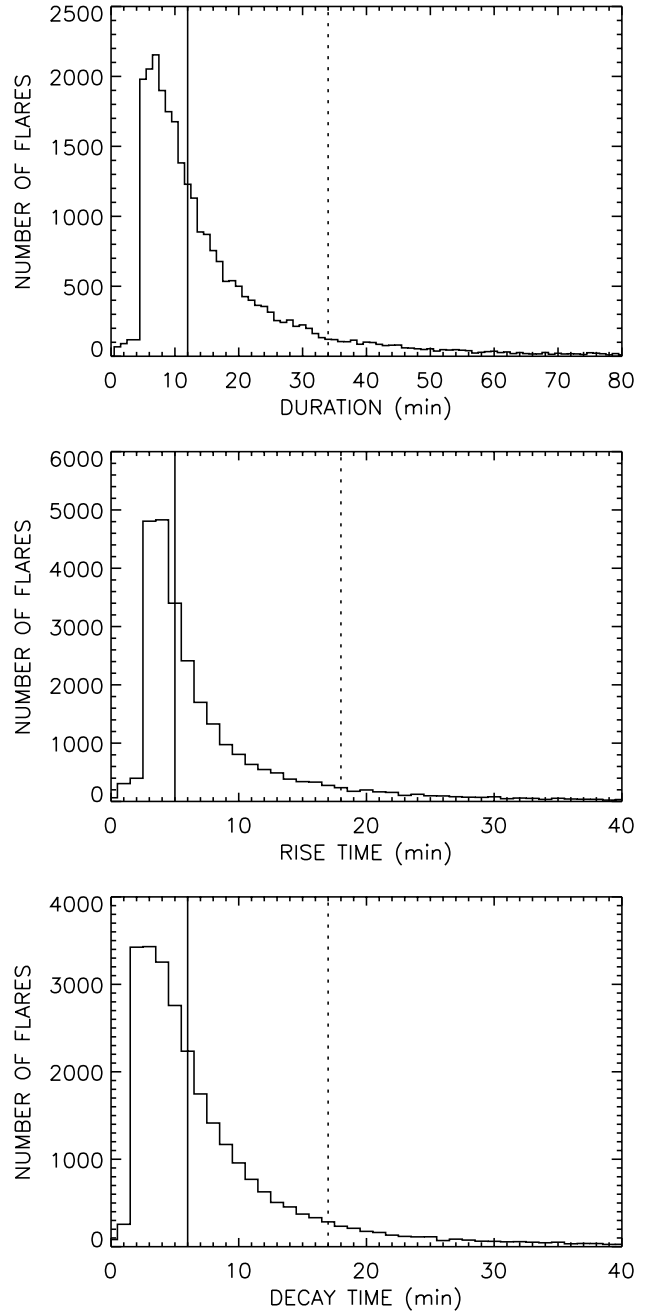 2500
2000
1500
1000
500
0
NUMBER OF FLARES
0 10 20 30 40 50 60 70 80
DURATION (min)
6000
5000
4000
3000
2000
1000
0
NUMBER OF FLARES
0 10 20 30 40
RISE TIME (min)
4000
3000
2000
1000
0
NUMBER OF FLARES
0 10 20 30 40
DECAY TIME (min)